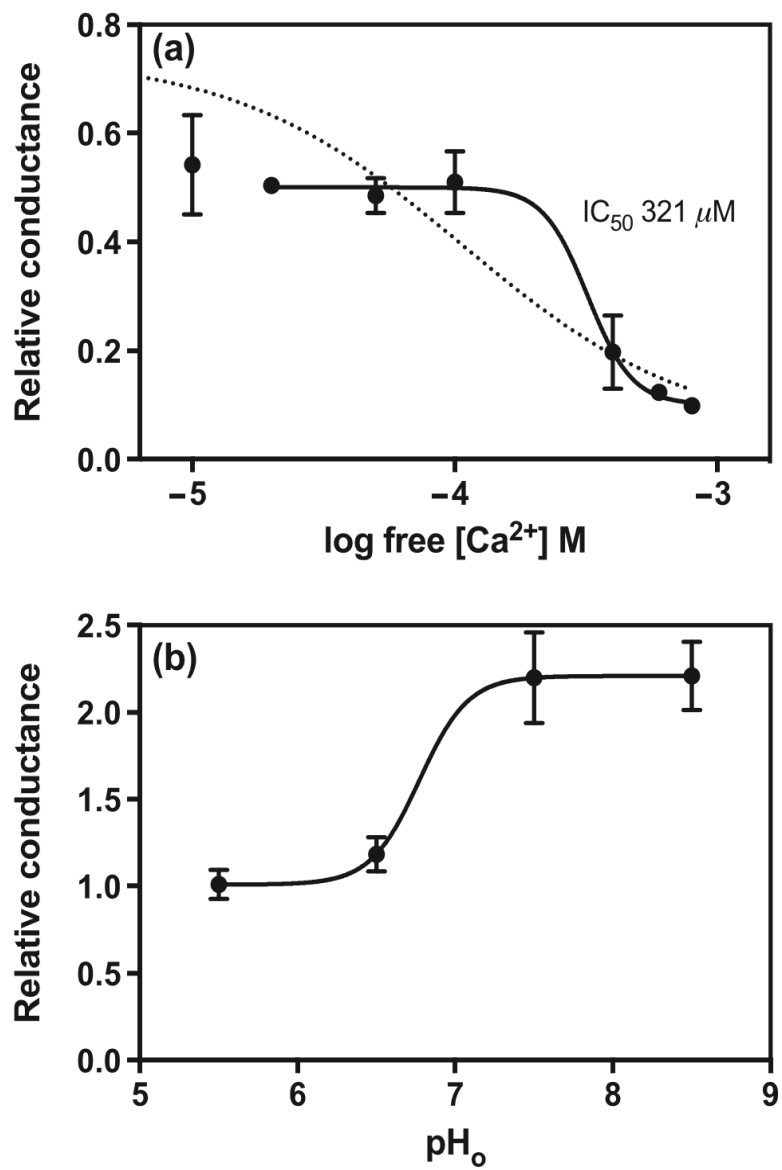 (a)
0.8
0.6
0.4
0.2
0.0
Relative conductance
IC₅₀ 321 μM
–5
–4
–3
log free [Ca²⁺] M
(b)
2.5
2.0
1.5
1.0
0.5
0.0
Relative conductance
5
6
7
8
9
pHₒ